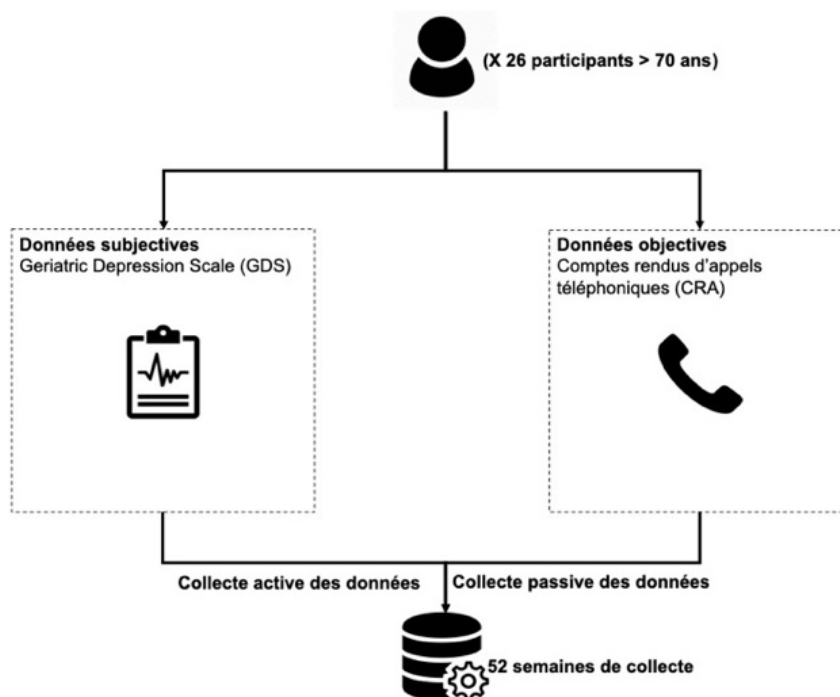 (X 26 participants > 70 ans)
Données subjectives
Geriatric Depression Scale (GDS)
Données objectives
Comptes rendus d'appels
téléphoniques (CRA)
Collecte active des données
Collecte passive des données
52 semaines de collecte